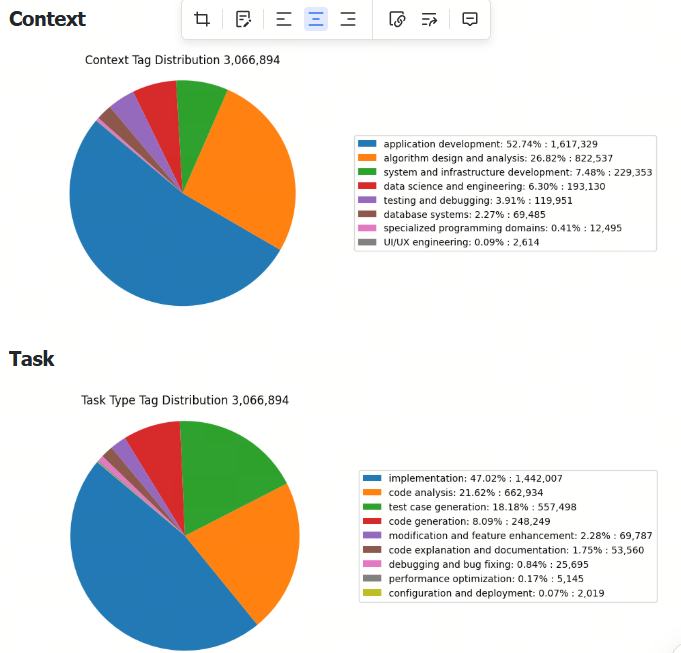 Context
Context Tag Distribution 3,066,894
application development: 52.74% : 1,617,329
algorithm design and analysis: 26.82% : 822,537
system and infrastructure development: 7.48% : 229,353
data science and engineering: 6.30% : 193,130
testing and debugging: 3.91% : 119,951
database systems: 2.27% : 69,485
specialized programming domains: 0.41% : 12,495
UI/UX engineering: 0.09% : 2,614
Task
Task Type Tag Distribution 3,066,894
implementation: 47.02% : 1,442,007
code analysis: 21.62% : 662,934
test case generation: 18.18% : 557,498
code generation: 8.09% : 248,249
modification and feature enhancement: 2.28% : 69,787
code explanation and documentation: 1.75% : 53,560
debugging and bug fixing: 0.84% : 25,695
performance optimization: 0.17% : 5,145
configuration and deployment: 0.07% : 2,019